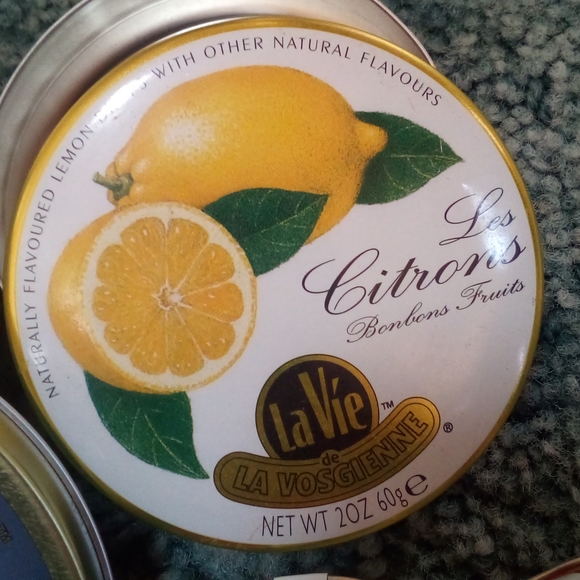 NATURALLY FLAVOURED LEMON WITH OTHER NATURAL FLAVOURS
Les
Citrons
Bonbons Fruits
La Vie ™
de
LA VOSGIENNE ®
NET WT 2OZ 60g ℮